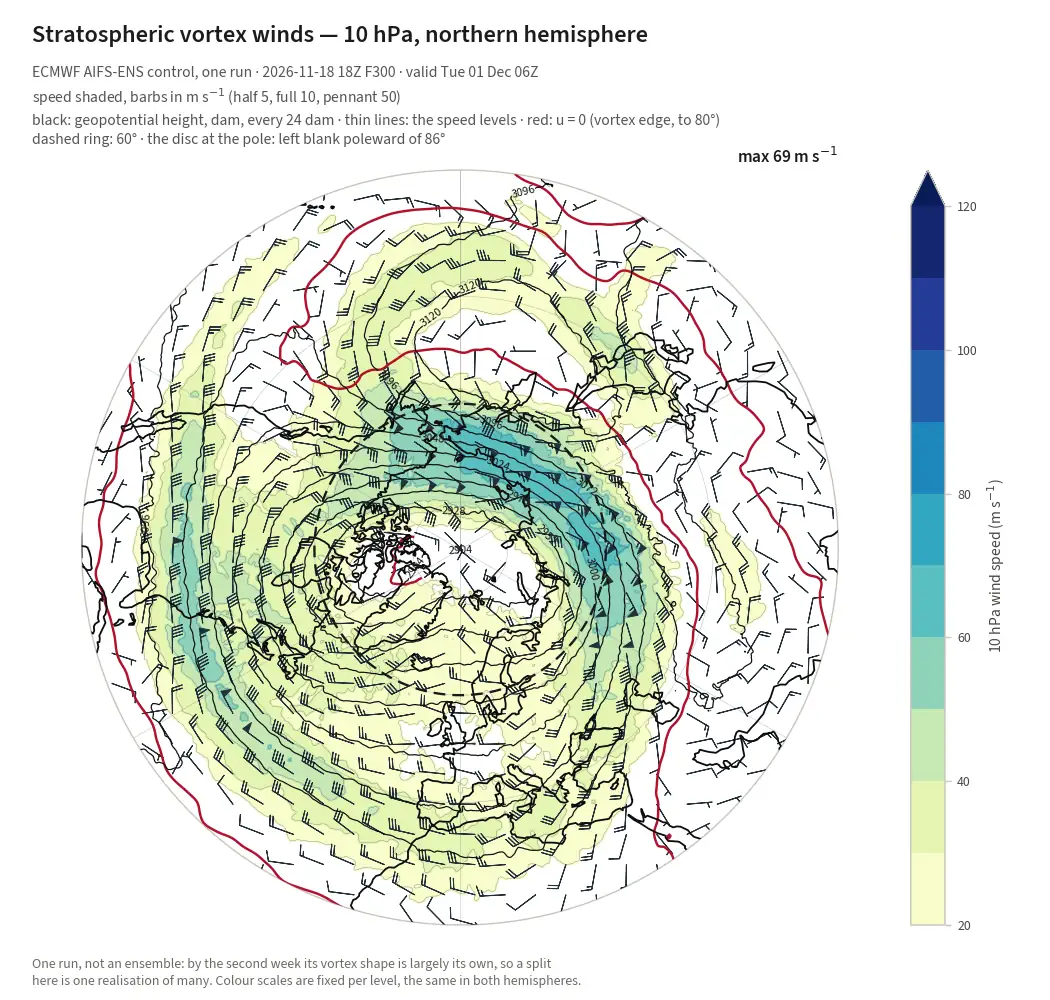 Stratospheric vortex winds — 10 hPa, northern hemisphere
ECMWF AIFS-ENS control, one run · 2026-11-18 18Z F300 · valid Tue 01 Dec 06Z
speed shaded, barbs in m s⁻¹ (half 5, full 10, pennant 50)
black: geopotential height, dam, every 24 dam · thin lines: the speed levels · red: u = 0 (vortex edge, to 80°)
dashed ring: 60° · the disc at the pole: left blank poleward of 86°
max 69 m s⁻¹
3096
3120
3120
3096
2928
2904
3000
120
100
80
60
40
20
10 hPa wind speed (m s⁻¹)
One run, not an ensemble: by the second week its vortex shape is largely its own, so a split
here is one realisation of many. Colour scales are fixed per level, the same in both hemispheres.